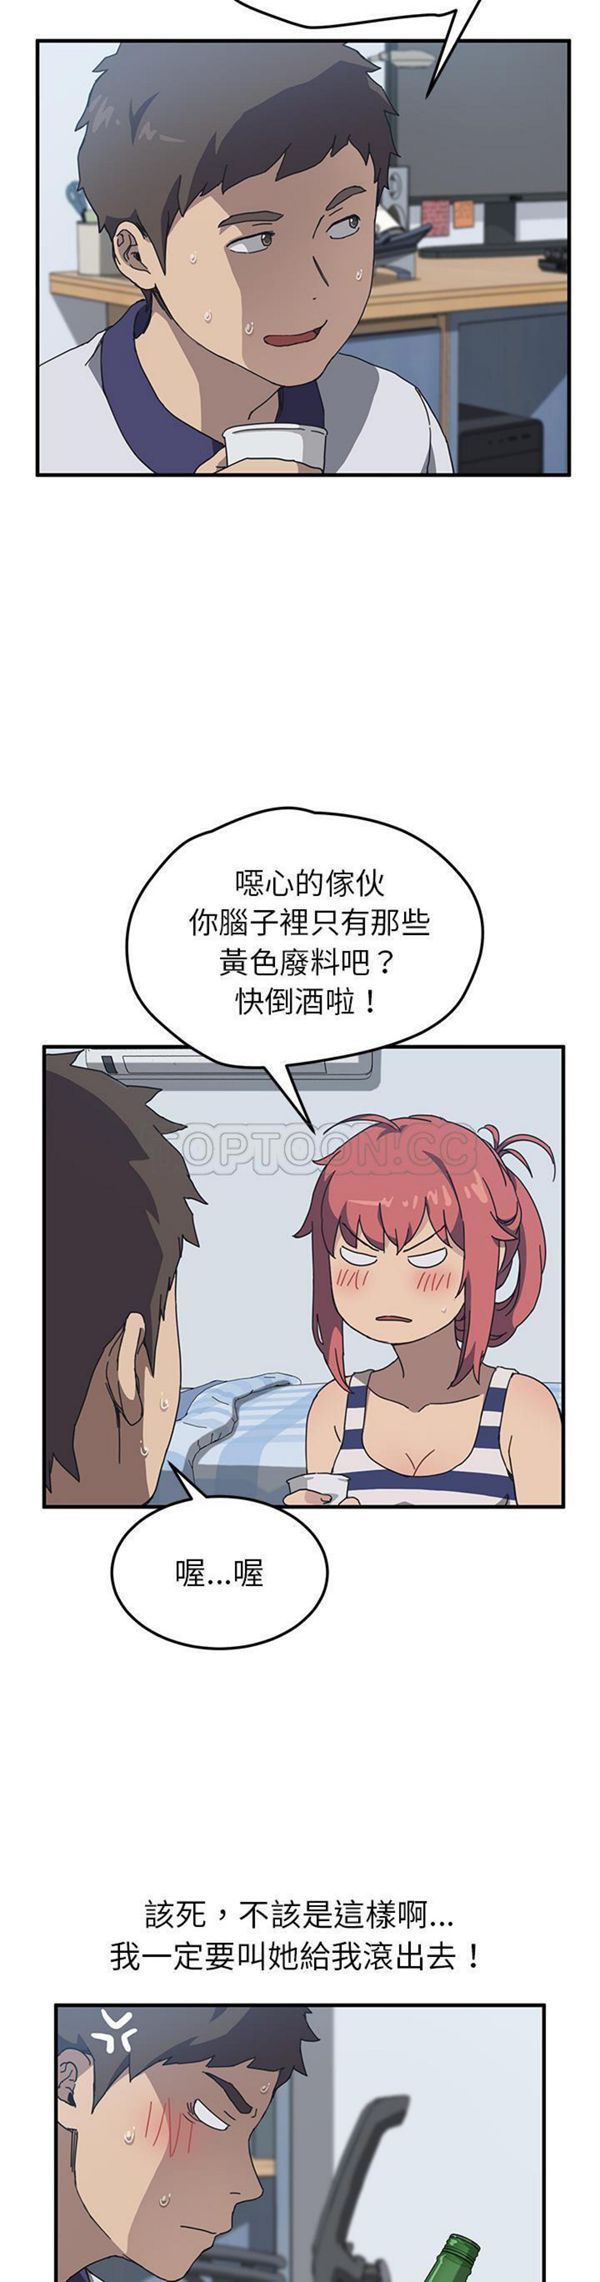 噁心的傢伙
你腦子裡只有那些
黃色廢料吧？
快倒酒啦！
TOPTOON.CC
喔…喔
該死，不該是這樣啊…
我一定要叫她給我滾出去！